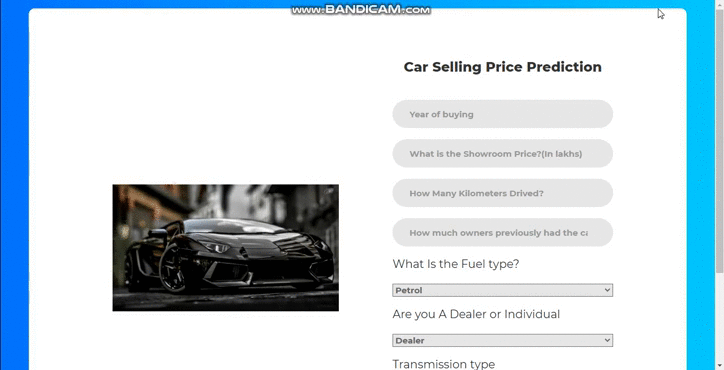 www.BANDICAM.com
Car Selling Price Prediction
Year of buying
What is the Showroom Price?(In lakhs)
How Many Kilometers Drived?
How much owners previously had the ca
What Is the Fuel type?
Petrol
Are you A Dealer or Individual
Dealer
Transmission type